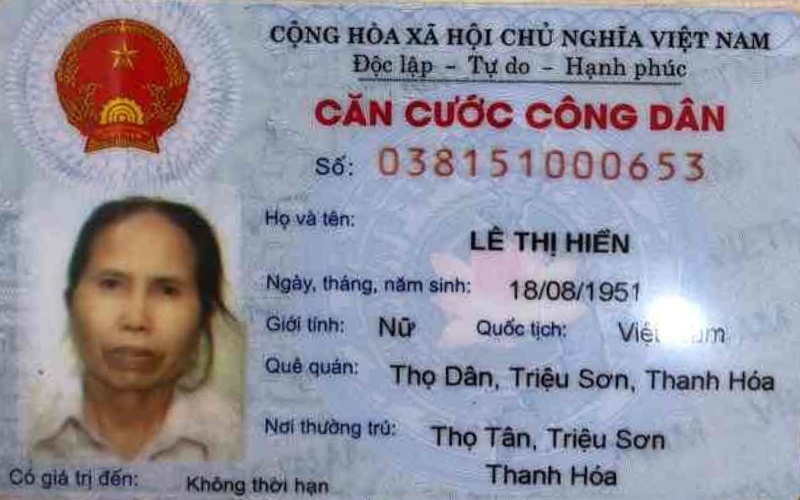 CỘNG HÒA XÃ HỘI CHỦ NGHĨA VIỆT NAM
Độc lập - Tự do - Hạnh phúc
CĂN CƯỚC CÔNG DÂN
Số: 038151000653
Họ và tên:
LÊ THỊ HIỂN
Ngày, tháng, năm sinh: 18/08/1951
Giới tính: Nữ Quốc tịch: Việt Nam
Quê quán: Thọ Dân, Triệu Sơn, Thanh Hóa
Nơi thường trú: Thọ Tân, Triệu Sơn
Thanh Hóa
Có giá trị đến: Không thời hạn